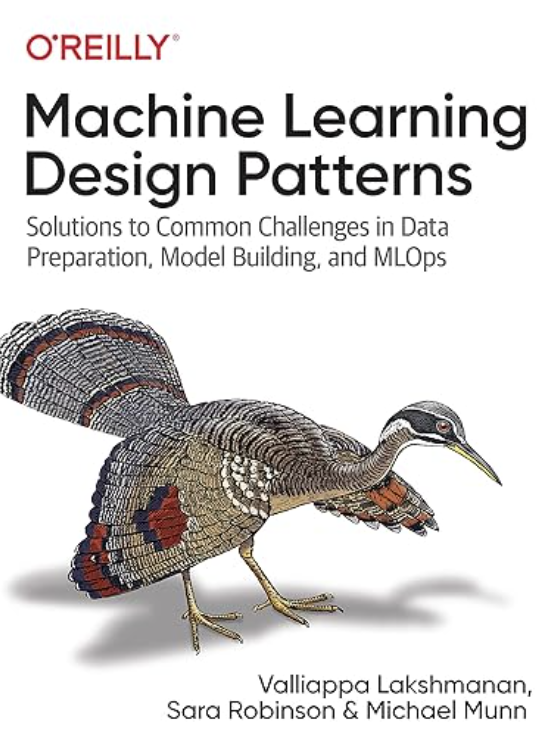 O'REILLY®
Machine Learning
Design Patterns
Solutions to Common Challenges in Data
Preparation, Model Building, and MLOps
Valliappa Lakshmanan,
Sara Robinson & Michael Munn